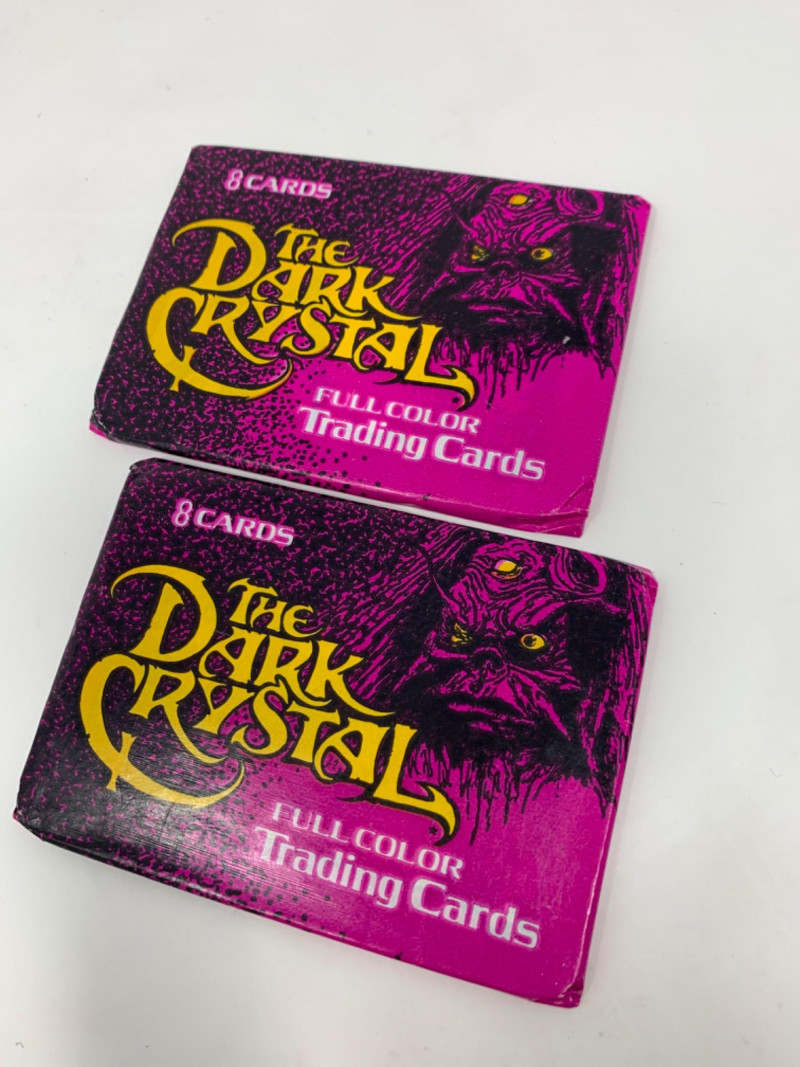 8 CARDS
THE
DARK
CRYSTAL
FULL COLOR
Trading Cards
8 CARDS
THE
DARK
CRYSTAL
FULL COLOR
Trading Cards